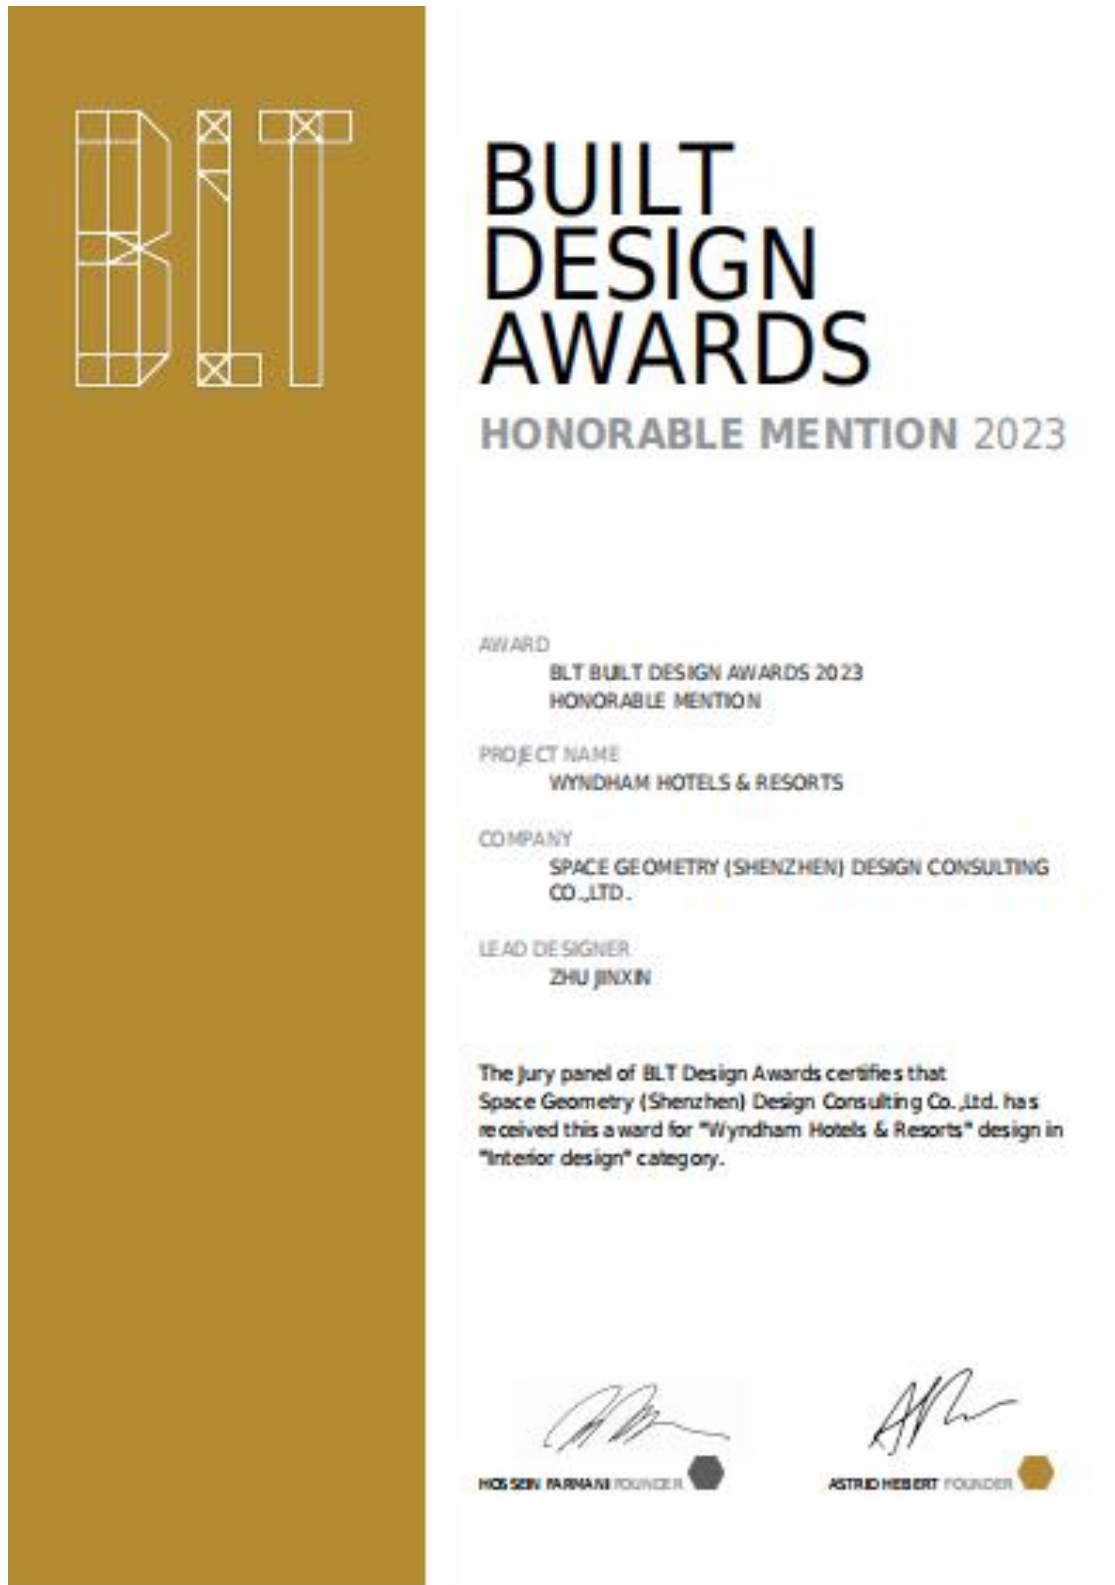 BLT
BUILT
DESIGN
AWARDS
HONORABLE MENTION 2023
AWARD
BLT BUILT DESIGN AWARDS 2023
HONORABLE MENTION
PROJECT NAME
WYNDHAM HOTELS & RESORTS
COMPANY
SPACE GEOMETRY (SHENZHEN) DESIGN CONSULTING
CO.,LTD.
LEAD DESIGNER
ZHU JINXIN
The Jury panel of BLT Design Awards certifies that
Space Geometry (Shenzhen) Design Consulting Co.,Ltd. has
received this award for "Wyndham Hotels & Resorts" design in
"Interior design" category.
HOSSEIN FARMANI FOUNDER
ASTRID HEBERT FOUNDER